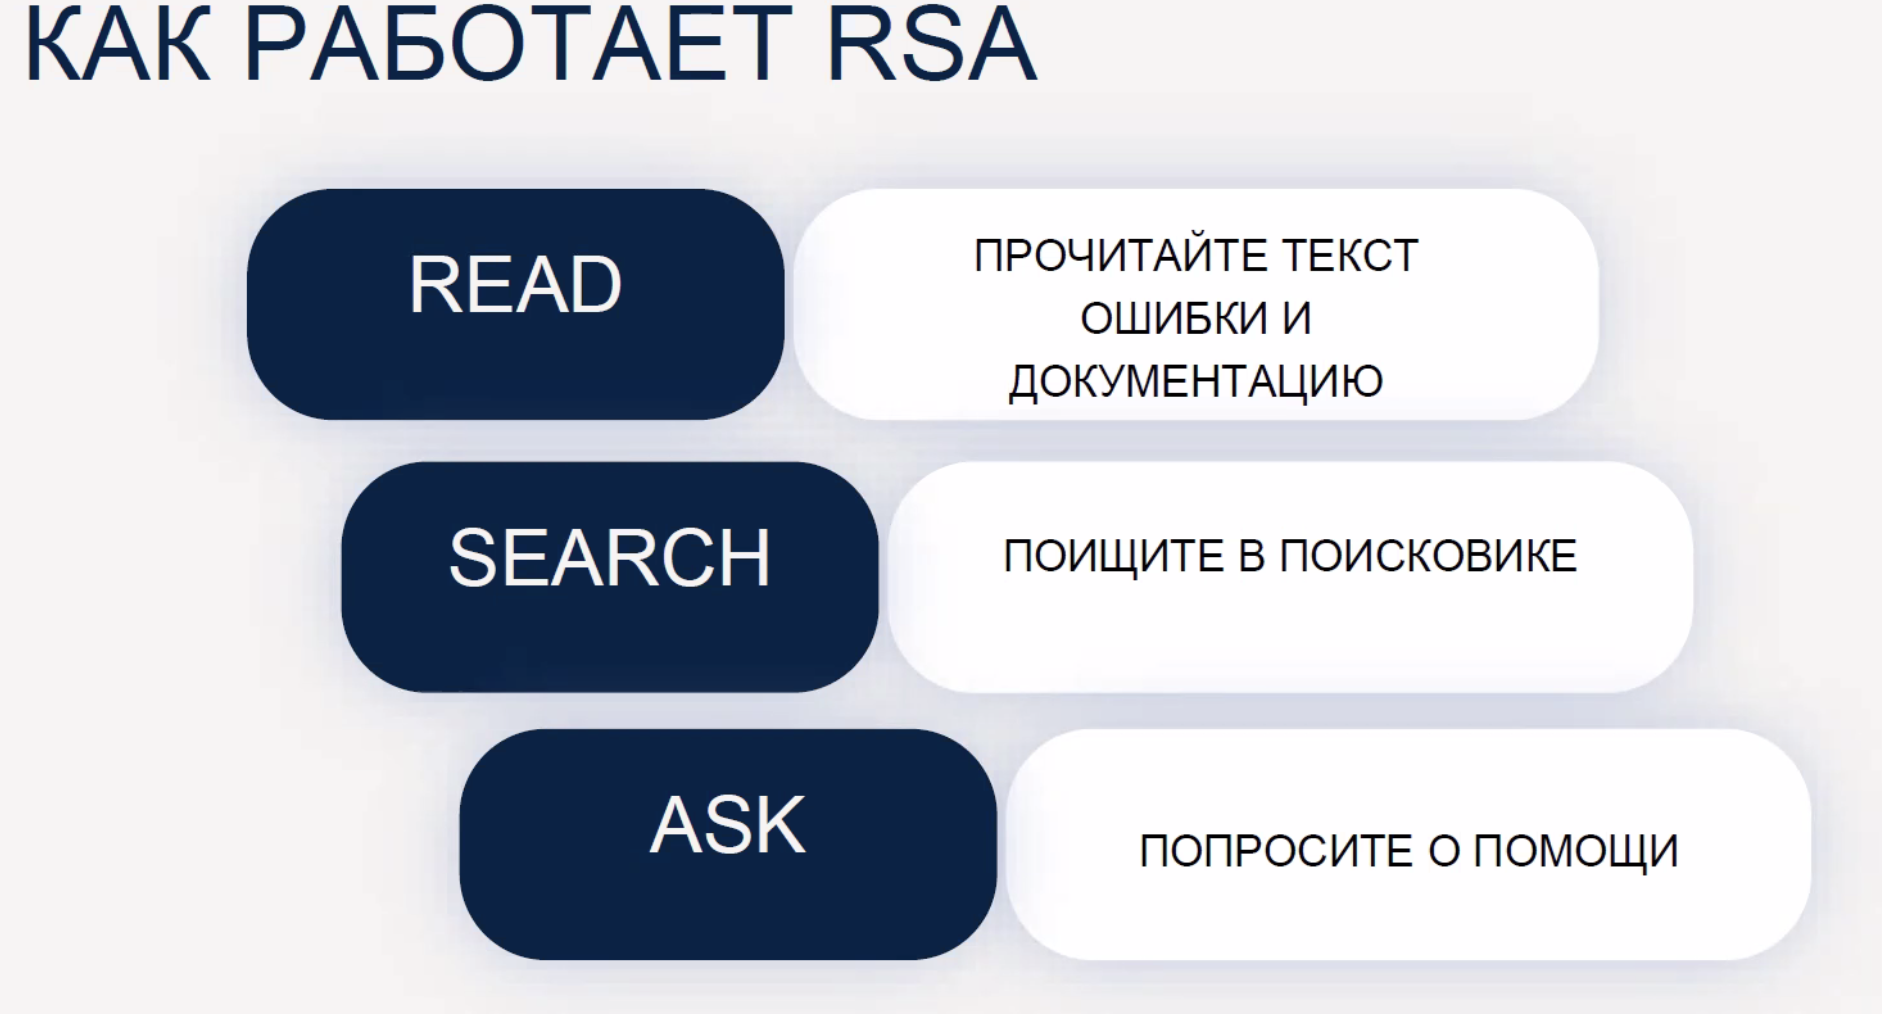 КАК РАБОТАЕТ RSA
READ
ПРОЧИТАЙТЕ ТЕКСТ
ОШИБКИ И
ДОКУМЕНТАЦИЮ
SEARCH
ПОИЩИТЕ В ПОИСКОВИКЕ
ASK
ПОПРОСИТЕ О ПОМОЩИ